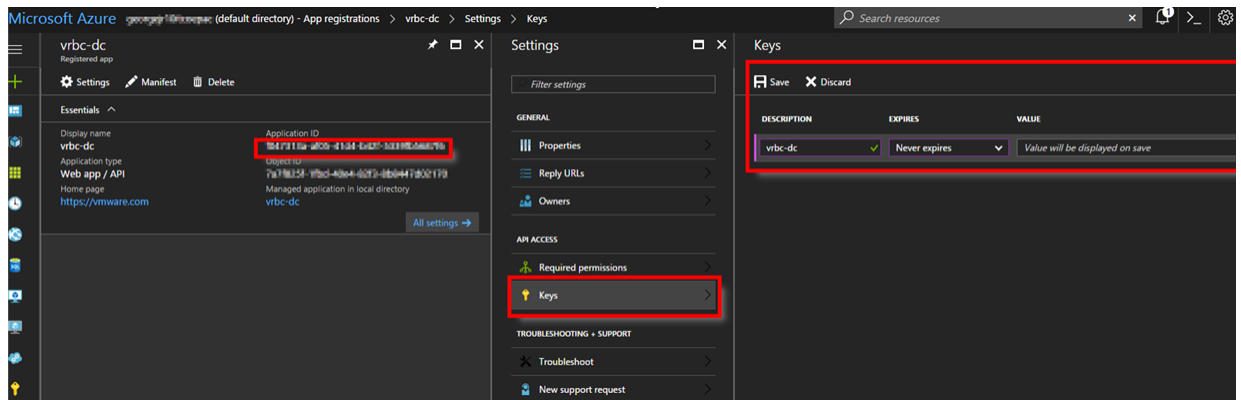 Microsoft Azure (default directory) - App registrations > vrbc-dc > Settings > Keys
Search resources
1
vrbc-dc
Registered app
Settings Manifest Delete
Essentials
Display name
vrbc-dc
Application type
Web app / API
Home page
https://vmware.com
Application ID
Object ID
Managed application in local directory
vrbc-dc
All settings →
Settings
Filter settings
GENERAL
Properties
Reply URLs
Owners
API ACCESS
Required permissions
Keys
TROUBLESHOOTING + SUPPORT
Troubleshoot
New support request
Keys
Save Discard
DESCRIPTION EXPIRES VALUE
vrbc-dc Never expires Value will be displayed on save